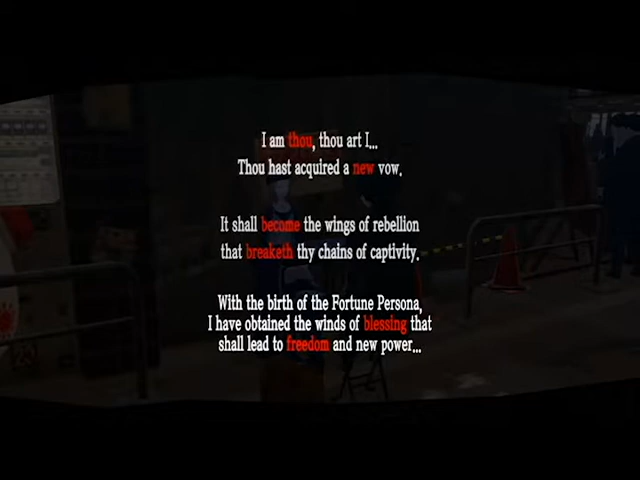 I am thou, thou art I...
Thou hast acquired a new vow.
It shall become the wings of rebellion
that breaketh thy chains of captivity.
With the birth of the Fortune Persona,
I have obtained the winds of blessing that
shall lead to freedom and new power...